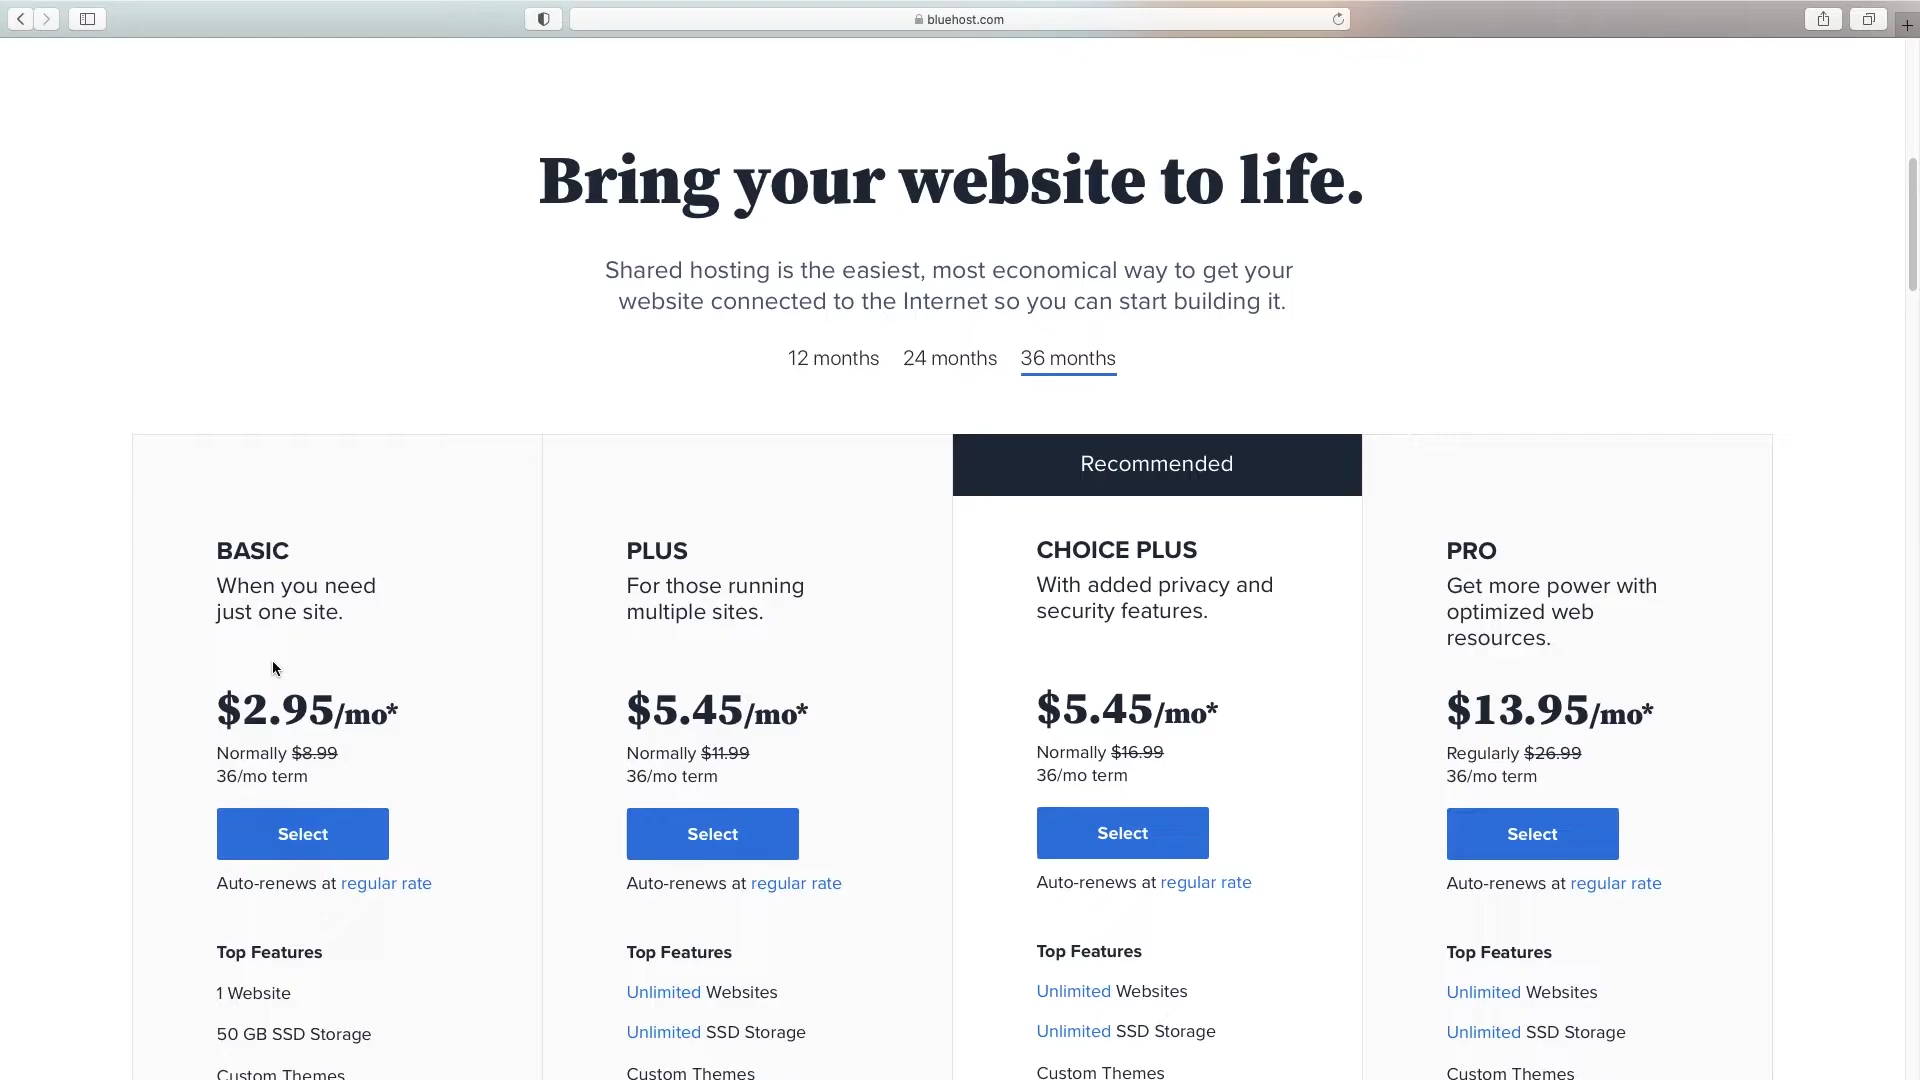 bluehost.com
Bring your website to life.
Shared hosting is the easiest, most economical way to get your
website connected to the Internet so you can start building it.
12 months 24 months 36 months
Recommended
BASIC
When you need
just one site.
$2.95/mo*
Normally $8.99
36/mo term
Select
Auto-renews at regular rate
Top Features
1 Website
50 GB SSD Storage
Custom Themes
PLUS
For those running
multiple sites.
$5.45/mo*
Normally $11.99
36/mo term
Select
Auto-renews at regular rate
Top Features
Unlimited Websites
Unlimited SSD Storage
Custom Themes
CHOICE PLUS
With added privacy and
security features.
$5.45/mo*
Normally $16.99
36/mo term
Select
Auto-renews at regular rate
Top Features
Unlimited Websites
Unlimited SSD Storage
Custom Themes
PRO
Get more power with
optimized web
resources.
$13.95/mo*
Regularly $26.99
36/mo term
Select
Auto-renews at regular rate
Top Features
Unlimited Websites
Unlimited SSD Storage
Custom Themes